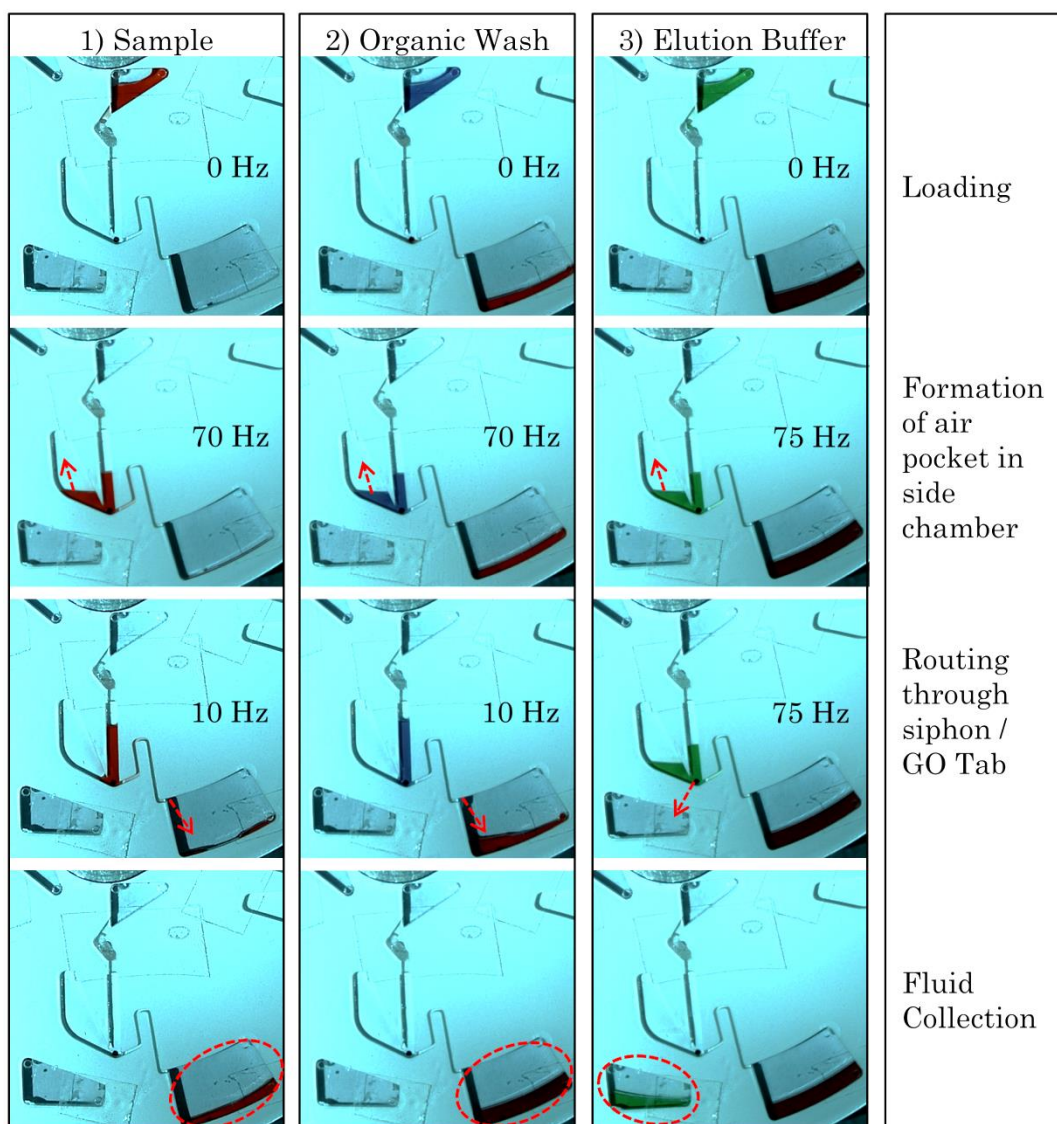 1) Sample
2) Organic Wash
3) Elution Buffer
0 Hz
0 Hz
0 Hz
Loading
70 Hz
70 Hz
75 Hz
Formation
of air
pocket in
side
chamber
10 Hz
10 Hz
75 Hz
Routing
through
siphon /
GO Tab
Fluid
Collection